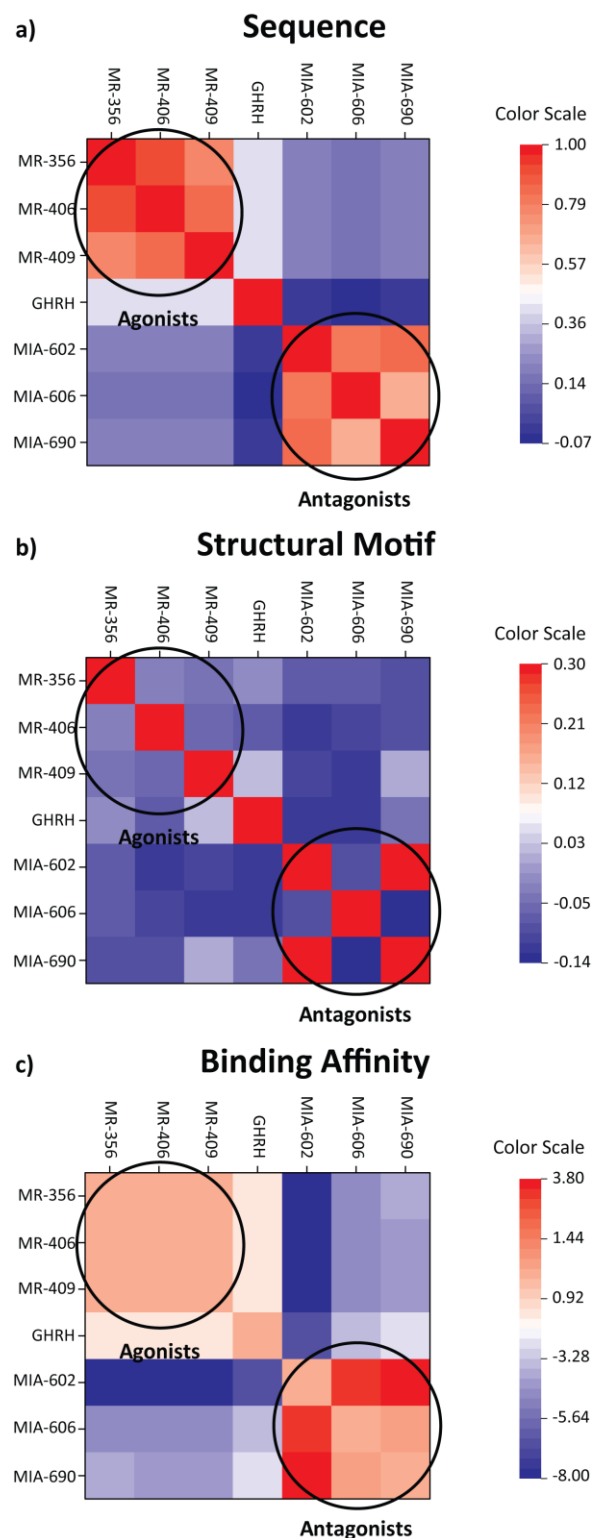 a)
Sequence
MR-356
MR-406
MR-409
GHRH
MIA-602
MIA-606
MIA-690
Color Scale
MR-356
MR-406
MR-409
GHRH
MIA-602
MIA-606
MIA-690
Agonists
Antagonists
1.00
0.79
0.57
0.36
0.14
-0.07
b)
Structural Motif
MR-356
MR-406
MR-409
GHRH
MIA-602
MIA-606
MIA-690
Color Scale
MR-356
MR-406
MR-409
GHRH
MIA-602
MIA-606
MIA-690
Agonists
Antagonists
0.30
0.21
0.12
0.03
-0.05
-0.14
c)
Binding Affinity
MR-356
MR-406
MR-409
GHRH
MIA-602
MIA-606
MIA-690
Color Scale
MR-356
MR-406
MR-409
GHRH
MIA-602
MIA-606
MIA-690
Agonists
Antagonists
3.80
1.44
0.92
-3.28
-5.64
-8.00